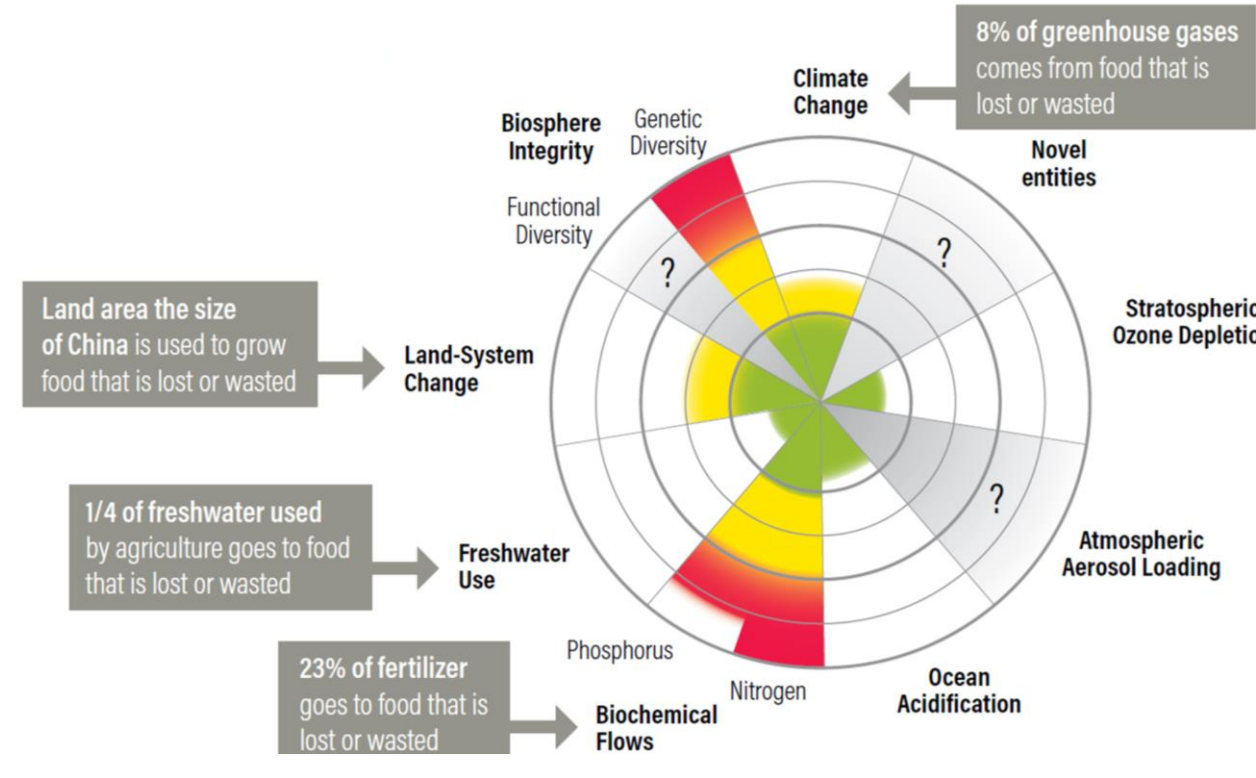 8% of greenhouse gases
comes from food that is
lost or wasted
Climate
Change
Biosphere
Integrity
Genetic
Diversity
Novel
entities
Functional
Diversity
?
?
Land area the size
of China is used to grow
food that is lost or wasted
Stratospheric
Ozone Depletio
Land-System
Change
1/4 of freshwater used
by agriculture goes to food
that is lost or wasted
?
Freshwater
Use
Atmospheric
Aerosol Loading
Phosphorus
23% of fertilizer
goes to food that is
lost or wasted
Nitrogen
Ocean
Acidification
Biochemical
Flows